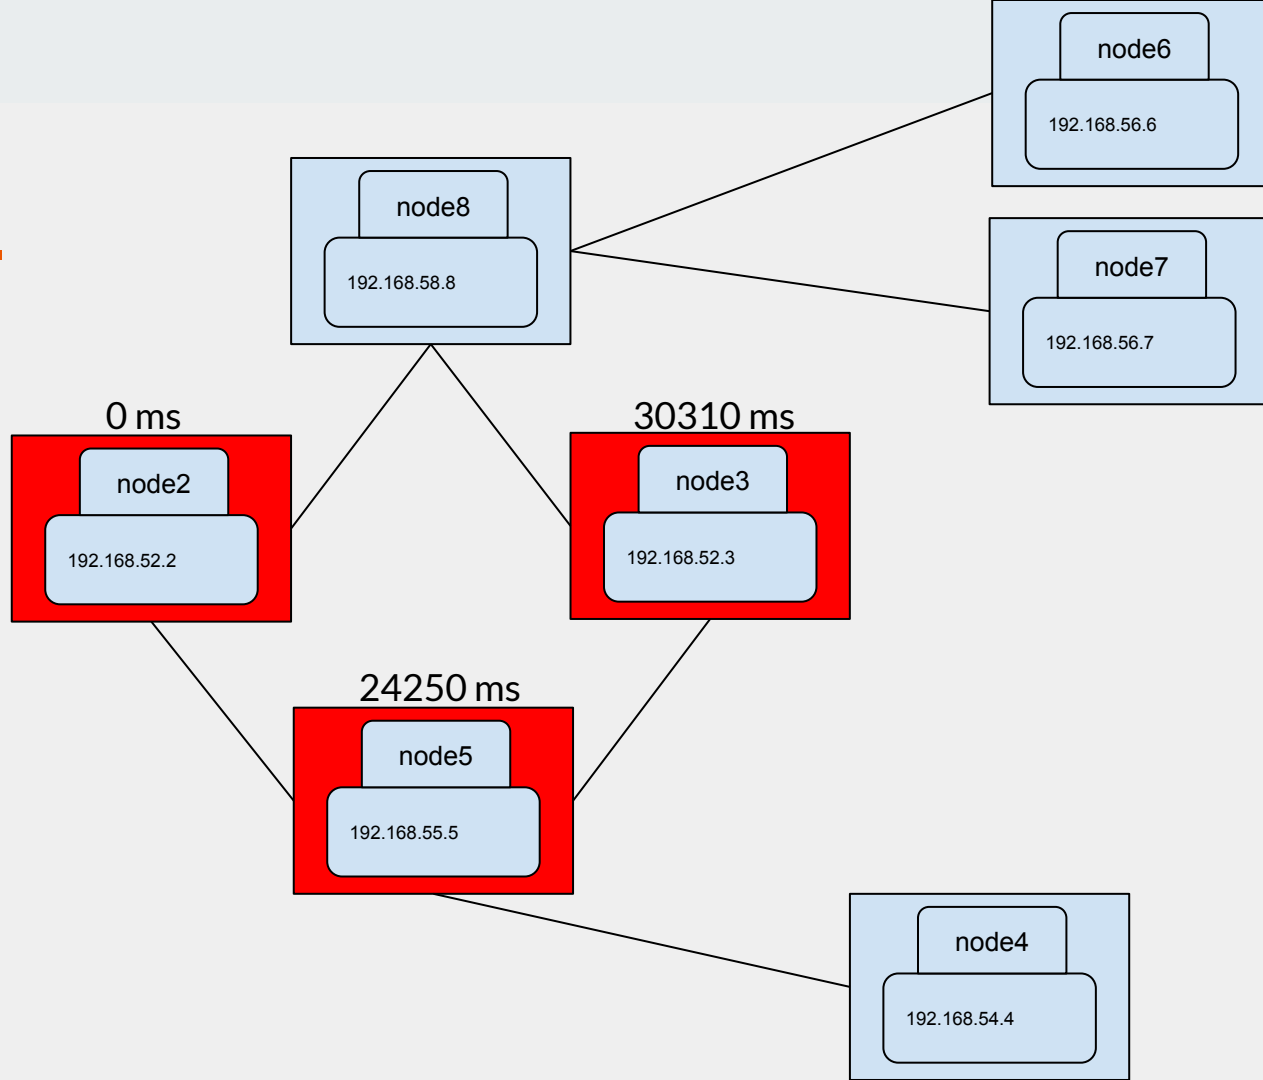 node6
192.168.56.6
node8
192.168.58.8
node7
192.168.56.7
0 ms
node2
192.168.52.2
30310 ms
node3
192.168.52.3
24250 ms
node5
192.168.55.5
node4
192.168.54.4